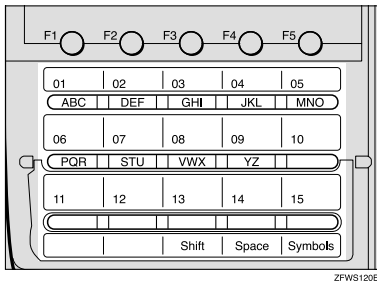 F1 F2 F3 F4 F5
01 02 03 04 05
ABC DEF GHI JKL MNO
06 07 08 09 10
PQR STU VWX YZ
11 12 13 14 15
Shift Space Symbols
ZFWS120E